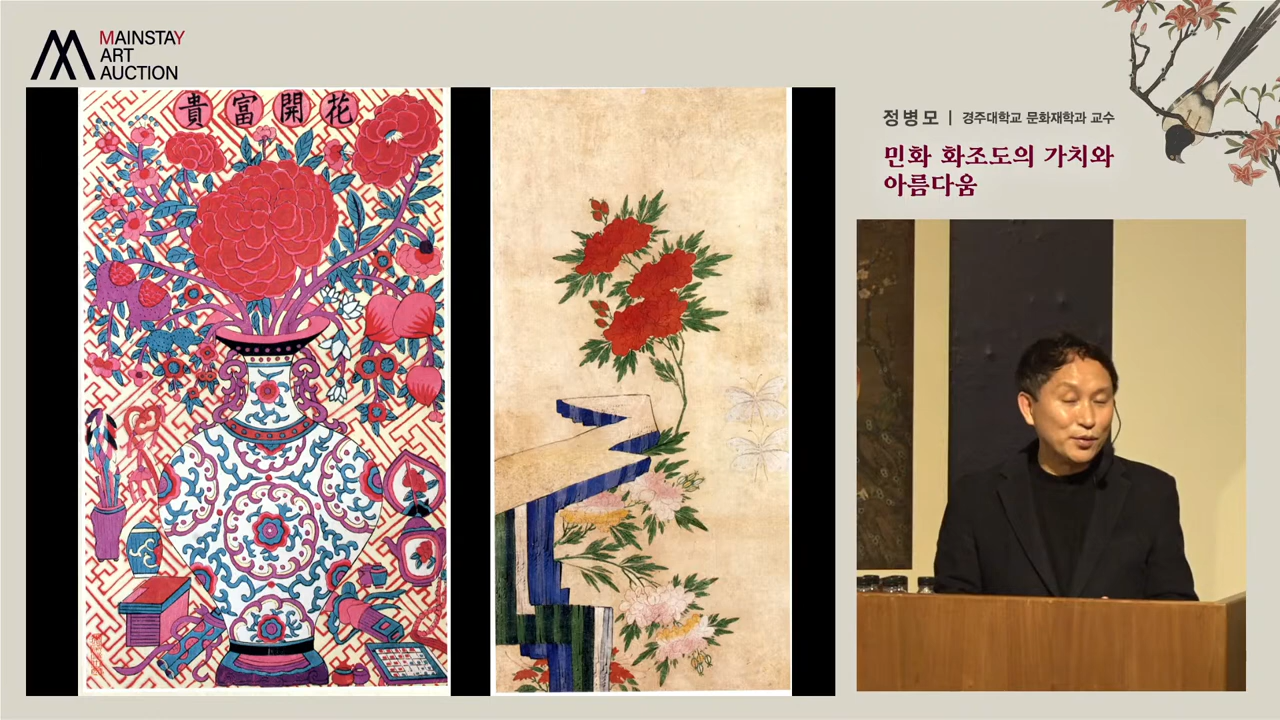 MAINSTAY
ART
AUCTION
貴富開花
정병모 | 경주대학교 문화재학과 교수
민화 화조도의 가치와
아름다움